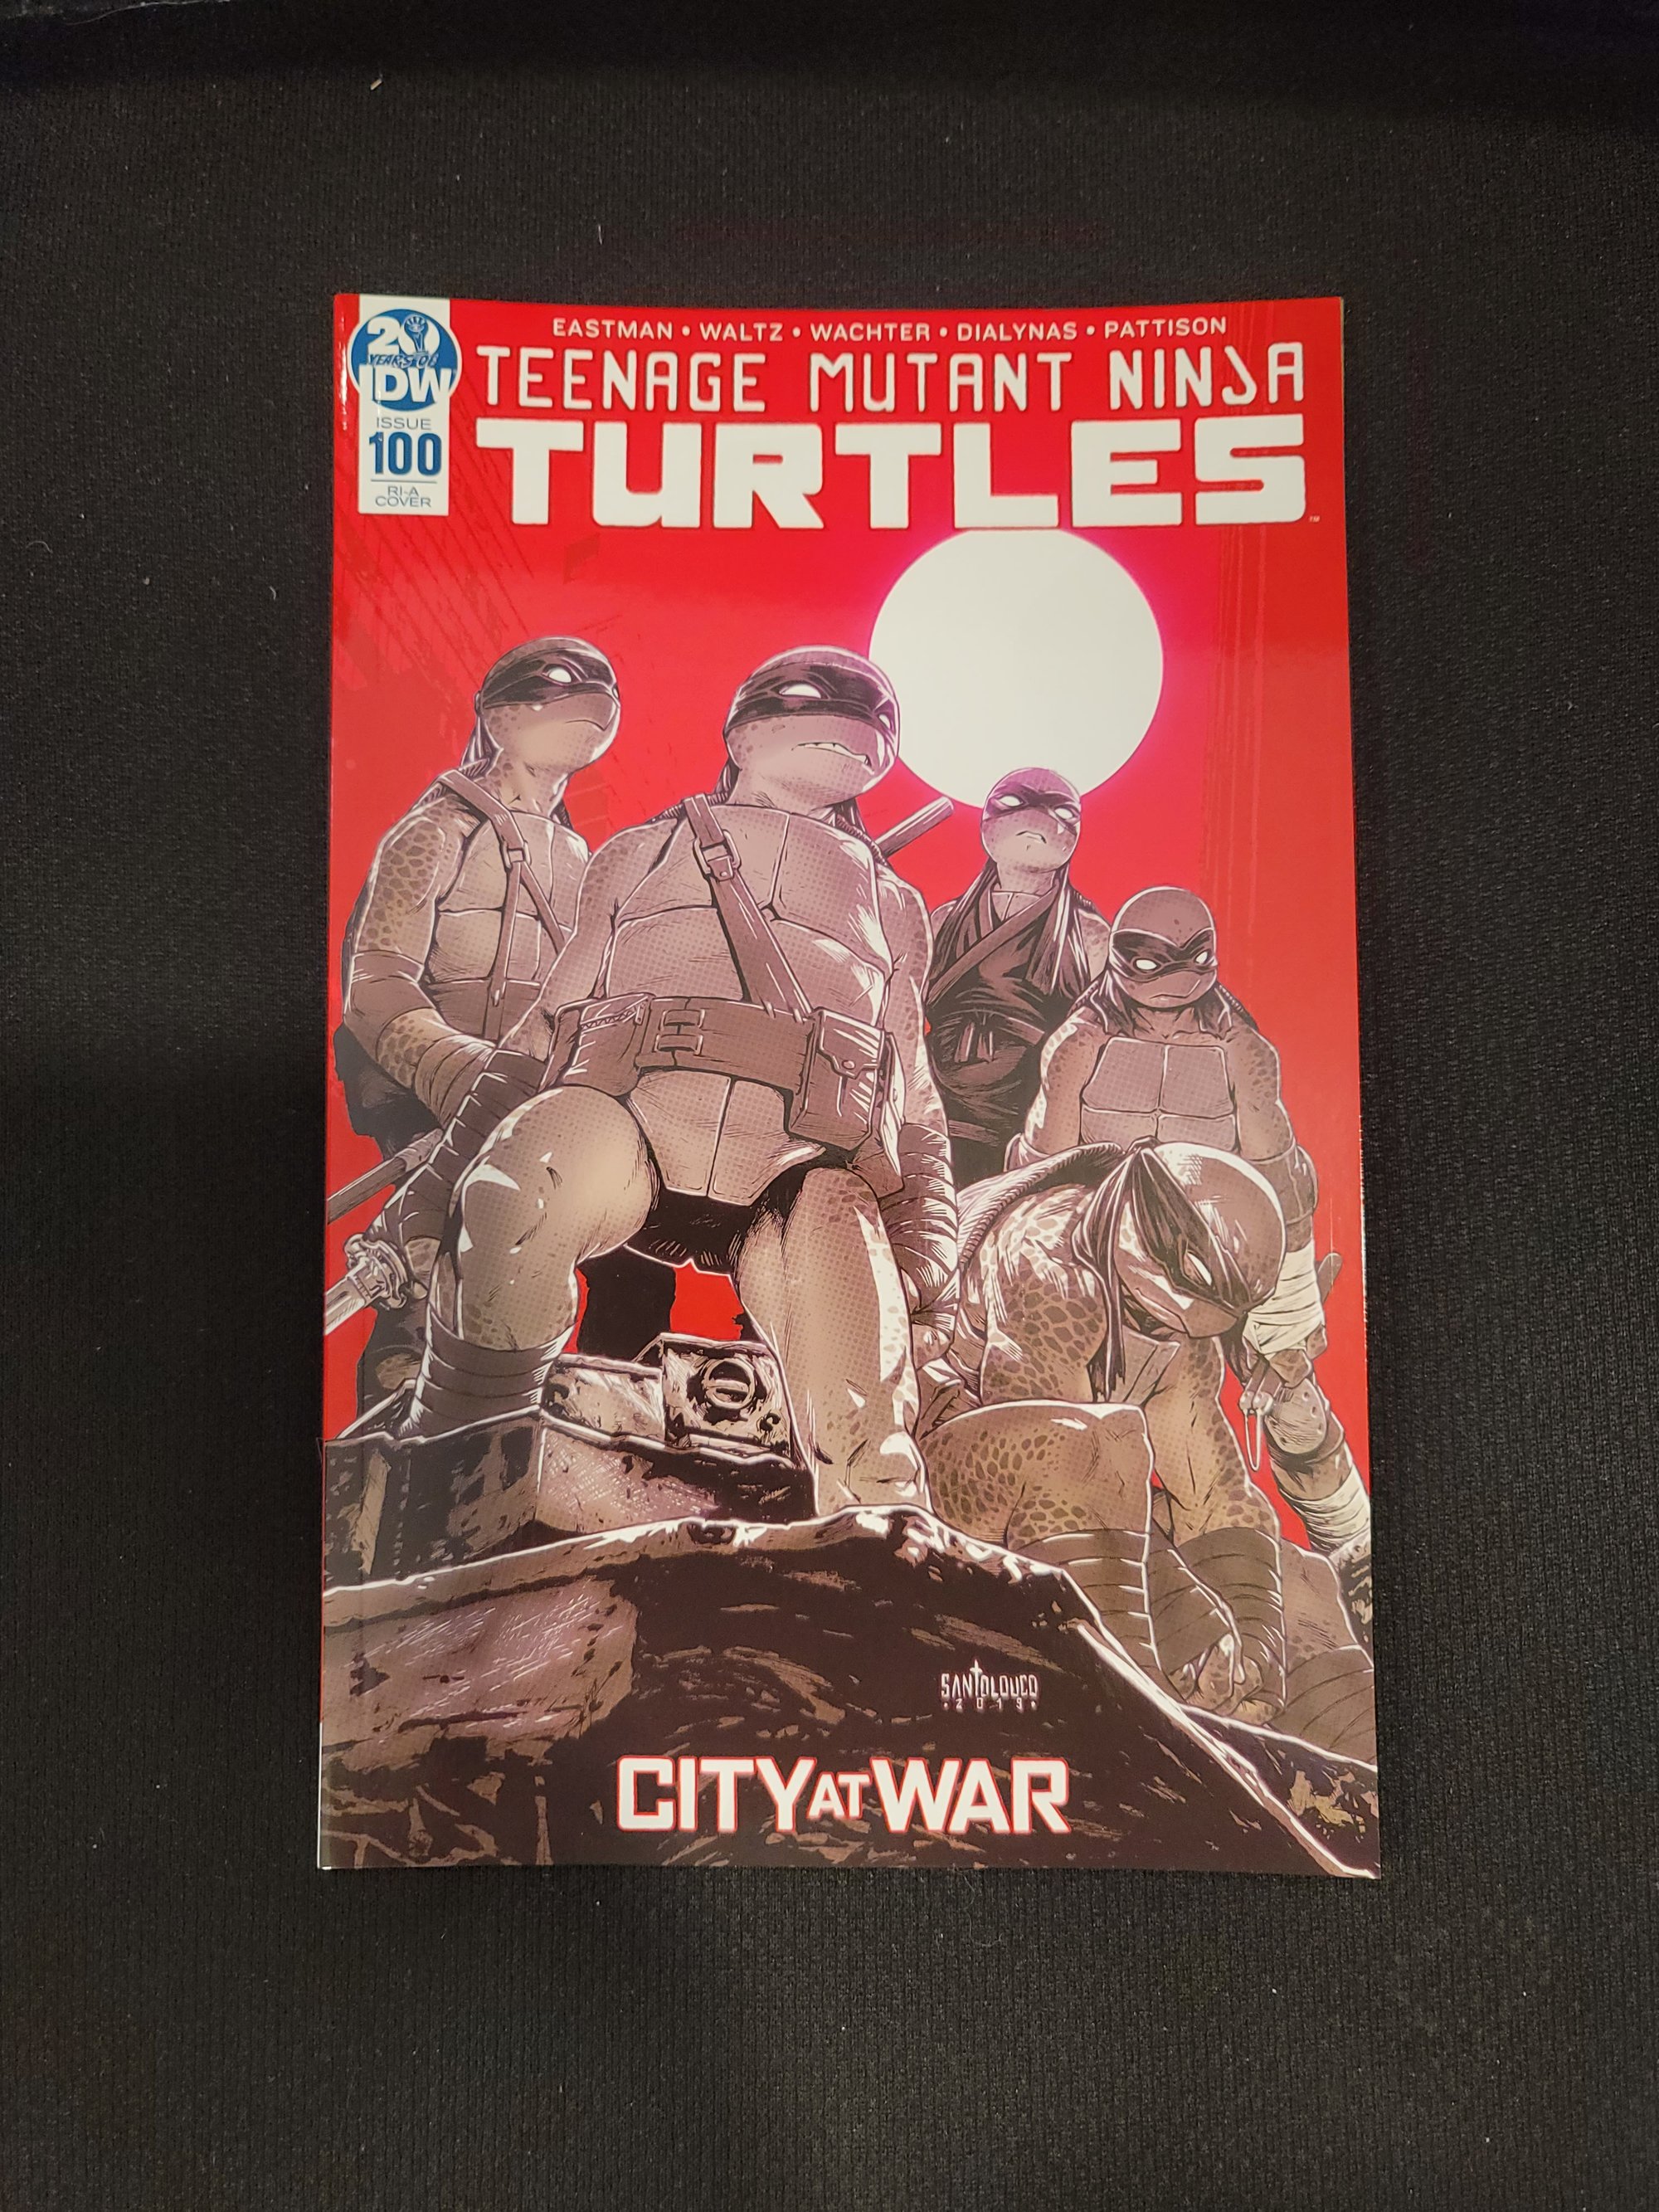 EASTMAN • WALTZ • WACHTER • DIALYNAS • PATTISON
20
YEARS OF
IDW
TEENAGE MUTANT NINJA
TURTLES
TM
ISSUE
100
RI-A
COVER
SANTOLOUCO
•2019•
CITY AT WAR